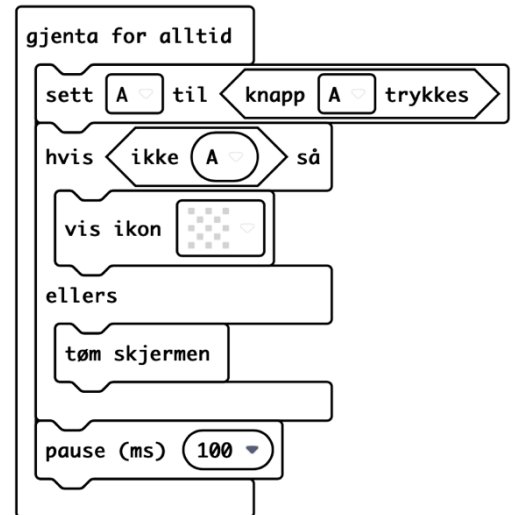 gjenta for alltid
sett A til knapp A trykkes
hvis ikke A så
vis ikon
ellers
tøm skjermen
pause (ms) 100